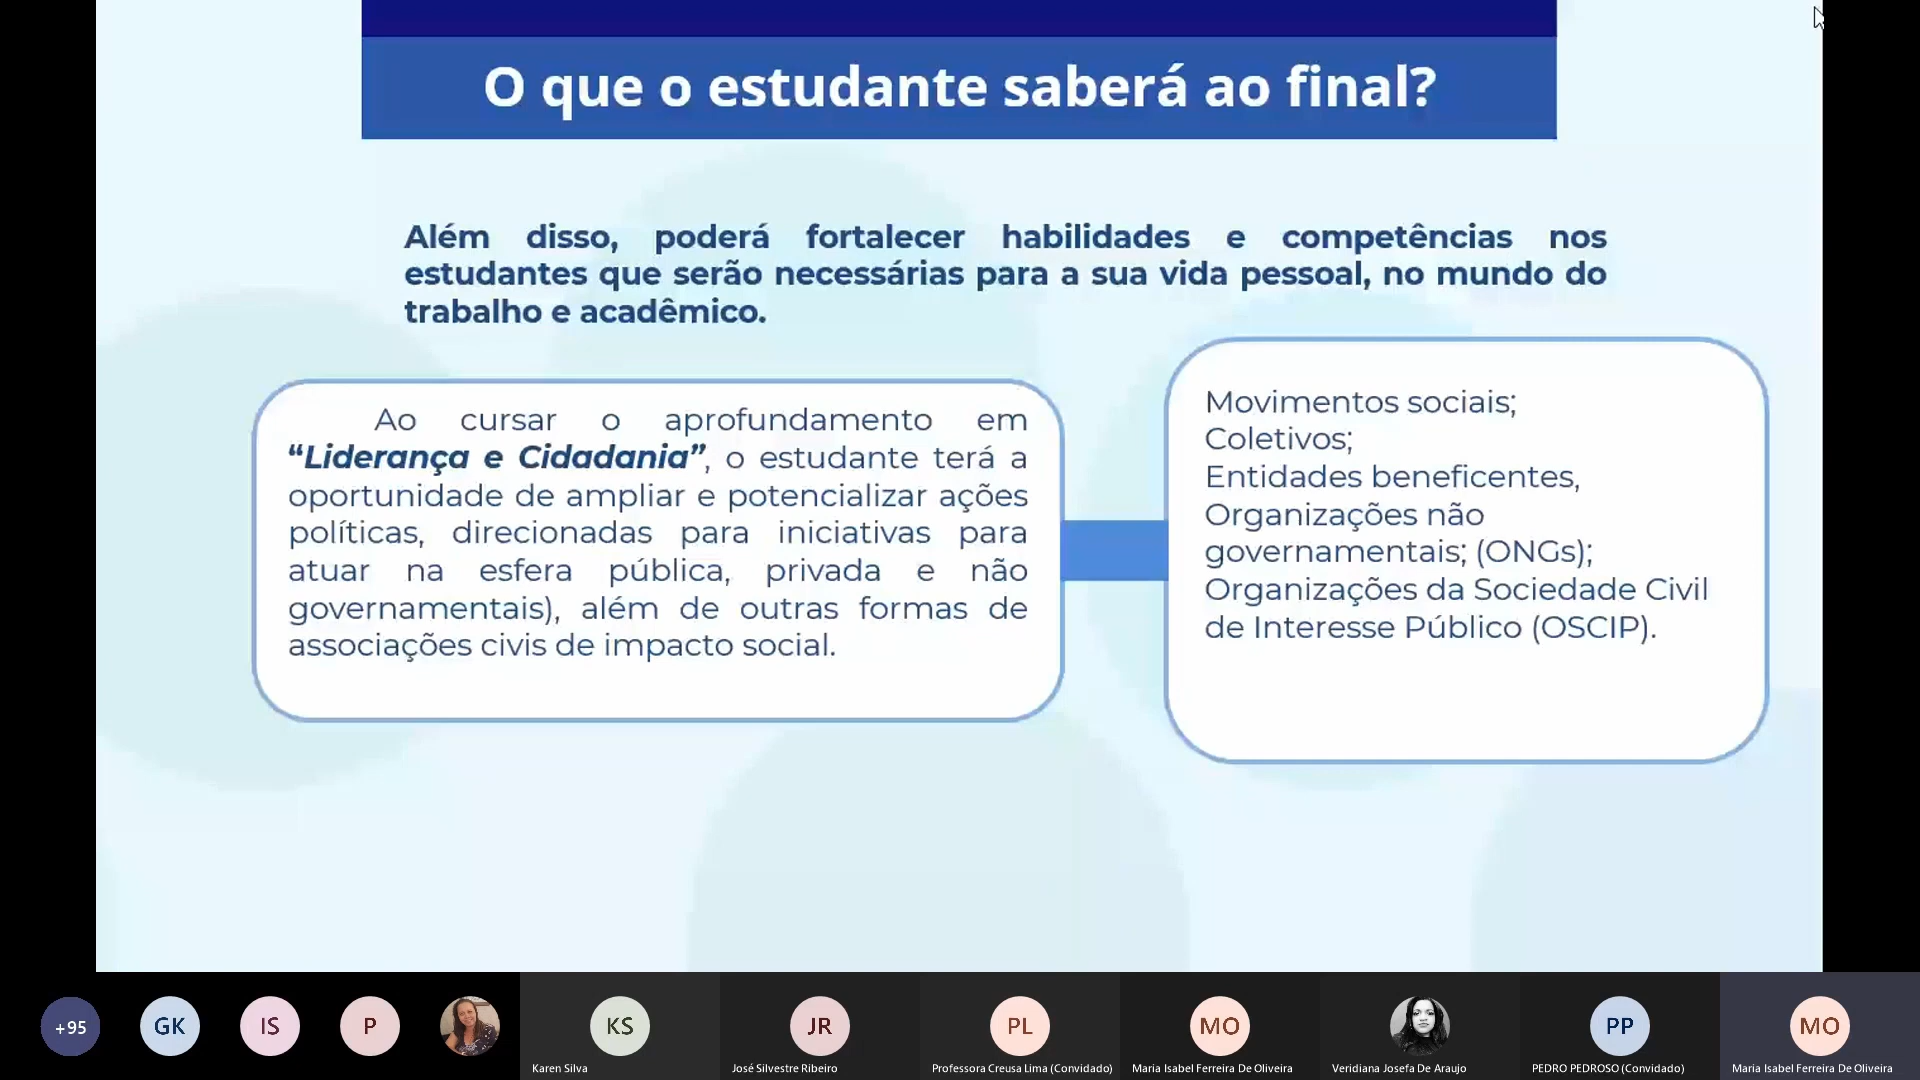 O que o estudante saberá ao final?
Além disso, poderá fortalecer habilidades e competências nos
estudantes que serão necessárias para a sua vida pessoal, no mundo do
trabalho e acadêmico.
Ao cursar o aprofundamento em
“Liderança e Cidadania”, o estudante terá a
oportunidade de ampliar e potencializar ações
políticas, direcionadas para iniciativas para
atuar na esfera pública, privada e não
governamentais), além de outras formas de
associações civis de impacto social.
Movimentos sociais;
Coletivos;
Entidades beneficentes,
Organizações não
governamentais; (ONGs);
Organizações da Sociedade Civil
de Interesse Público (OSCIP).
+95
GK
IS
P
KS
Karen Silva
JR
José Silvestre Ribeiro
PL
Professora Creusa Lima (Convidado)
MO
Maria Isabel Ferreira De Oliveira
Veridiana Josefa De Araujo
PP
PEDRO PEDROSO (Convidado)
MO
Maria Isabel Ferreira De Oliveira